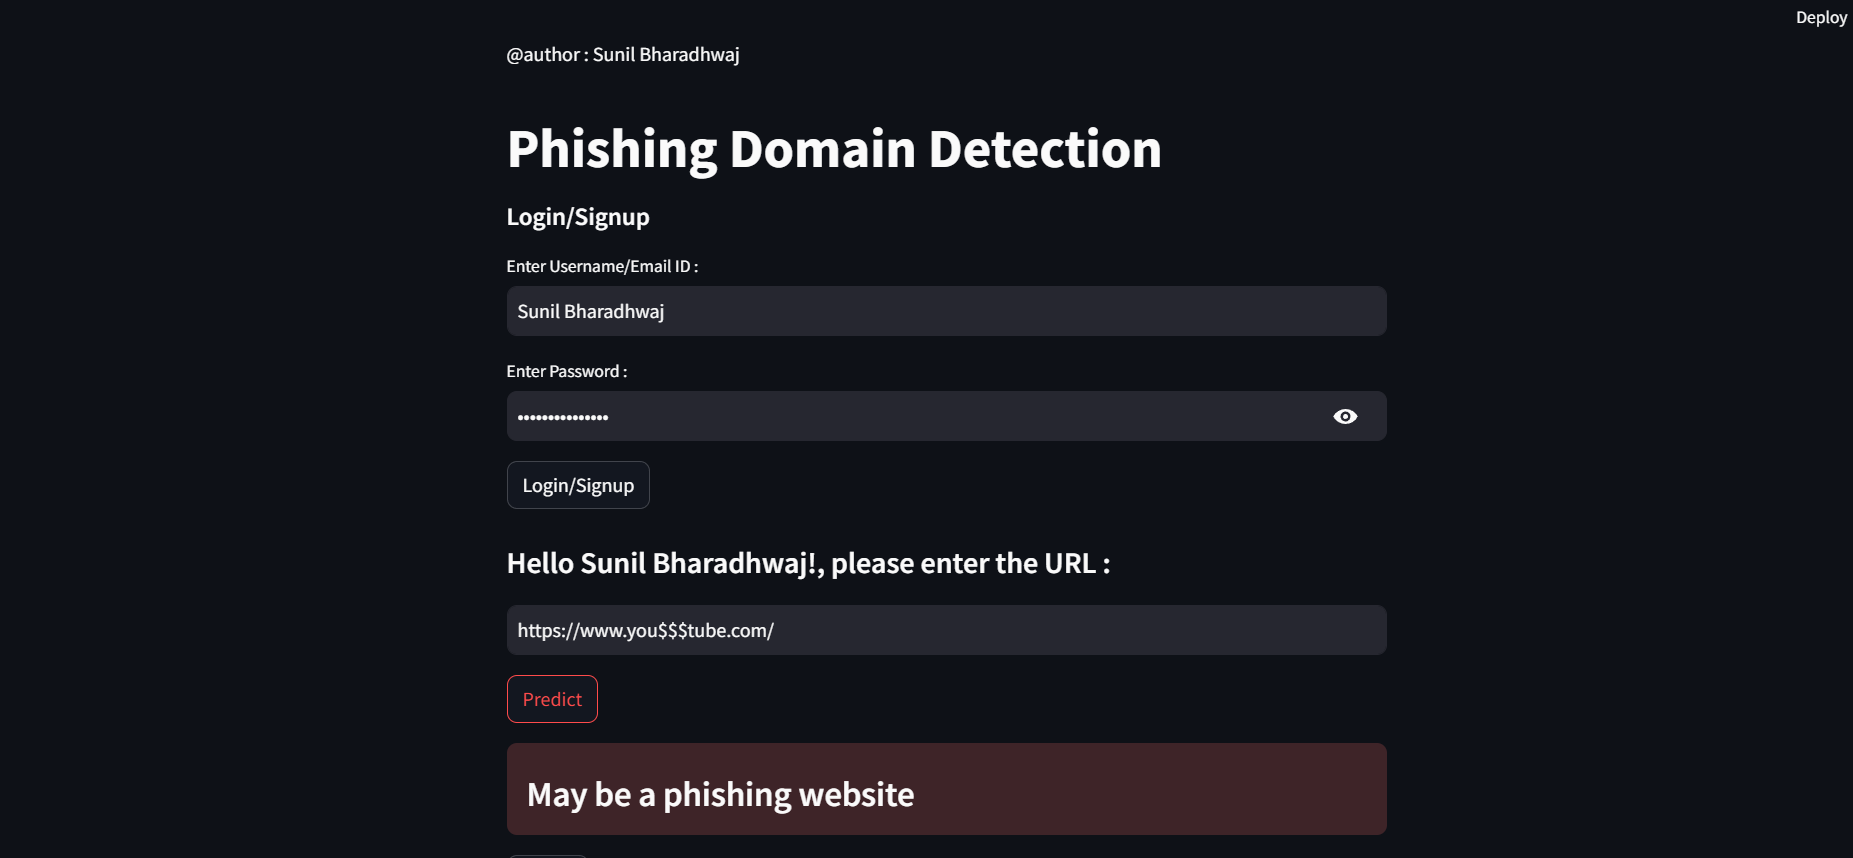 Deploy
@author : Sunil Bharadhwaj
Phishing Domain Detection
Login/Signup
Enter Username/Email ID :
Sunil Bharadhwaj
Enter Password :
•••••••••••••••
Login/Signup
Hello Sunil Bharadhwaj!, please enter the URL :
https://www.you$$$tube.com/
Predict
May be a phishing website